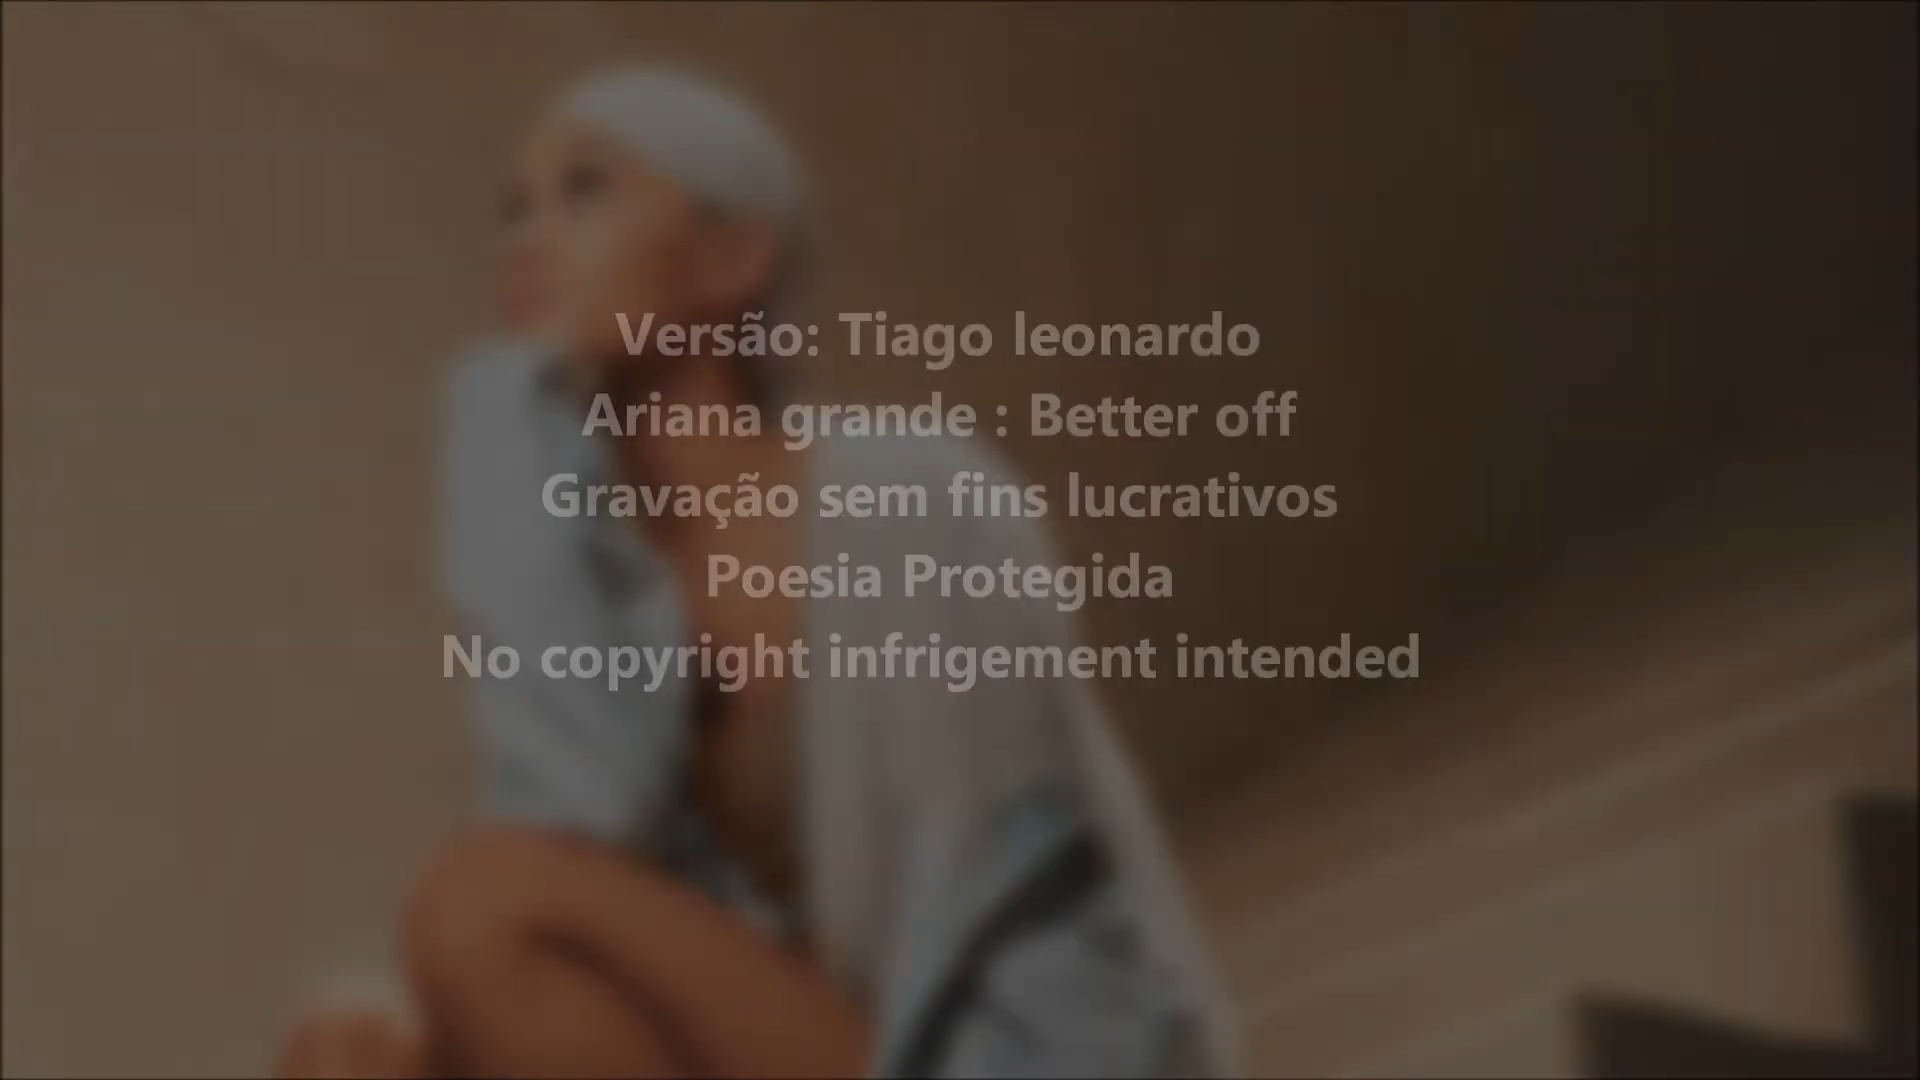 Versão: Tiago leonardo
Ariana grande : Better off
Gravação sem fins lucrativos
Poesia Protegida
No copyright infrigement intended